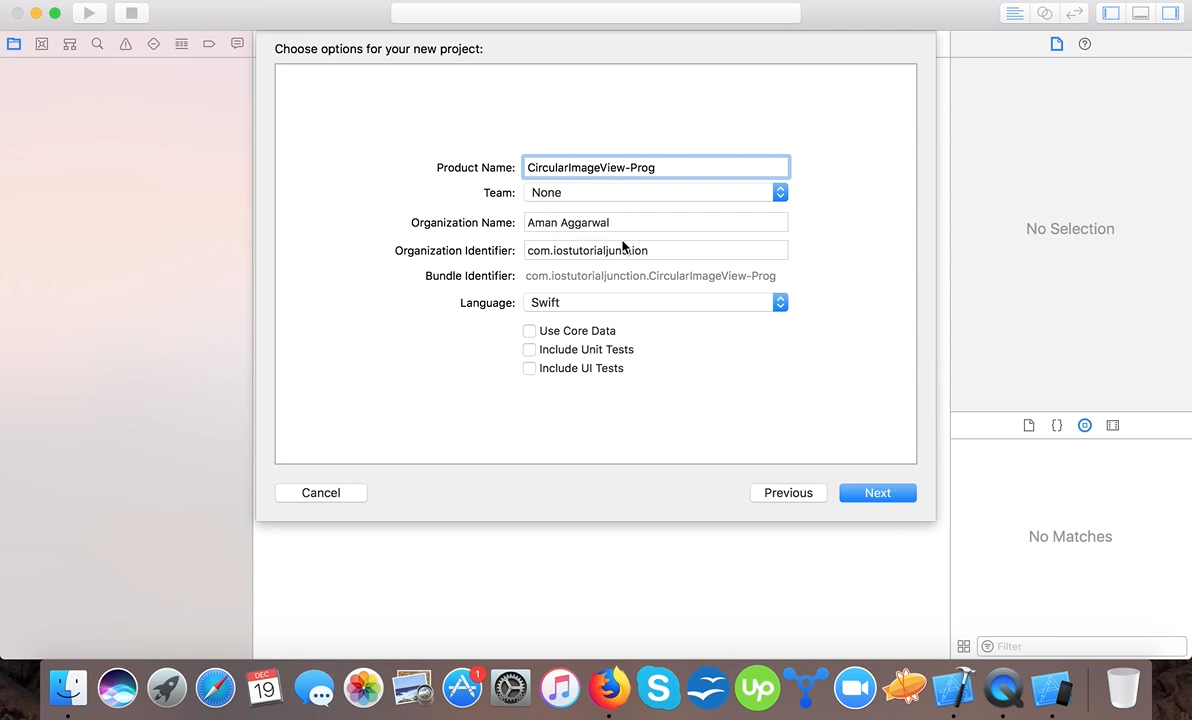 Choose options for your new project:
Product Name: CircularImageView-Prog
Team: None
Organization Name: Aman Aggarwal
Organization Identifier: com.iostutorialjunction
Bundle Identifier: com.iostutorialjunction.CircularImageView-Prog
Language: Swift
Use Core Data
Include Unit Tests
Include UI Tests
Cancel
Previous
Next
No Selection
No Matches
Filter
DEC
19
1
S
Up